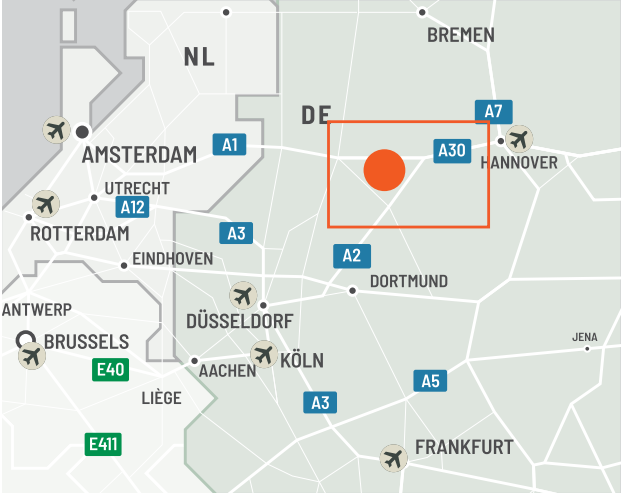 BREMEN
NL
DE
A7
A1
A30
HANNOVER
AMSTERDAM
UTRECHT
A12
ROTTERDAM
A3
A2
EINDHOVEN
DORTMUND
ANTWERP
DÜSSELDORF
BRUSSELS
JENA
KÖLN
E40
AACHEN
A5
LIÈGE
A3
E411
FRANKFURT